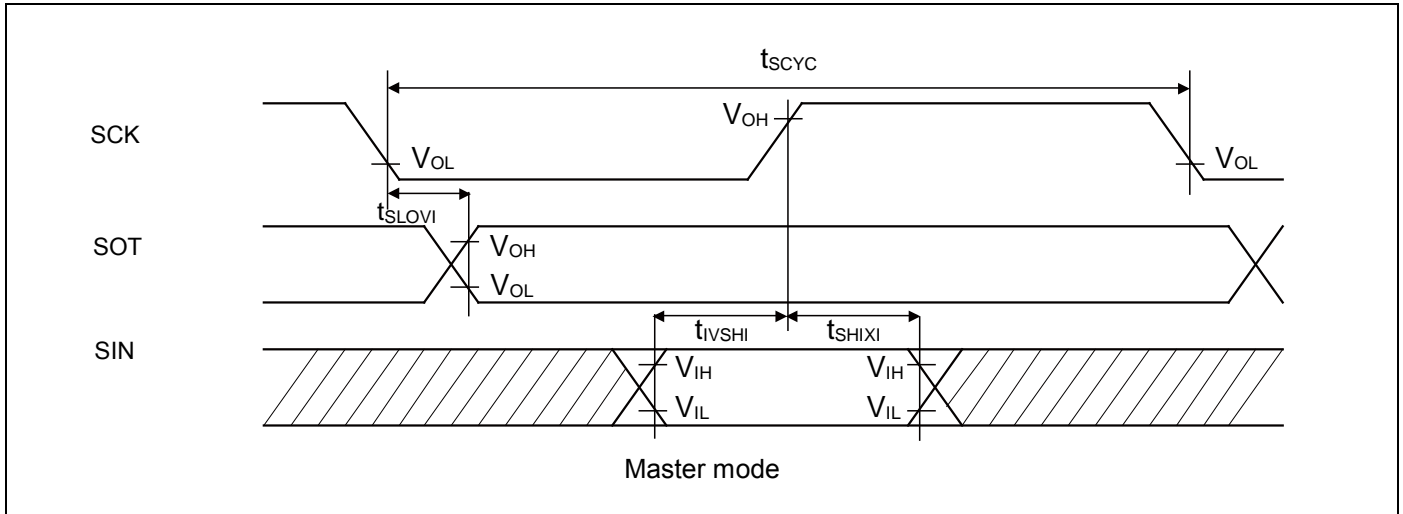 tSCYC
SCK
VOH
VOL
VOL
tSLOVI
SOT
VOH
VOL
tIVSHI
tSHIXI
SIN
VIH
VIH
VIL
VIL
Master mode